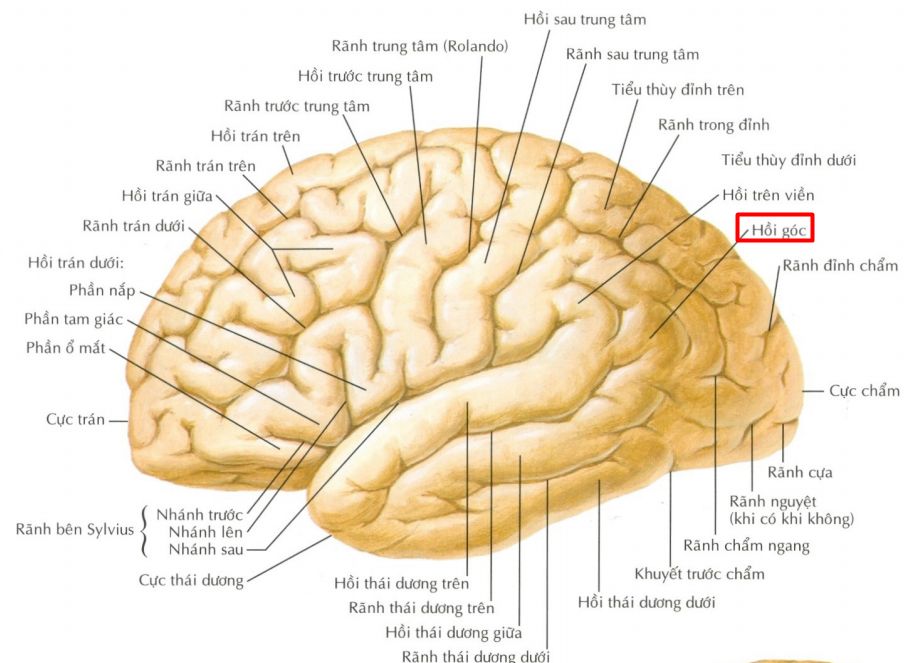 Hồi sau trung tâm
Rãnh trung tâm (Rolando)
Rãnh sau trung tâm
Hồi trước trung tâm
Tiểu thùy đỉnh trên
Rãnh trước trung tâm
Rãnh trong đỉnh
Hồi trán trên
Tiểu thùy đỉnh dưới
Rãnh trán trên
Hồi trên viền
Hồi trán giữa
Hồi góc
Rãnh trán dưới
Rãnh đỉnh chẩm
Hồi trán dưới:
Phần nắp
Phần tam giác
Phần ổ mắt
Cực chẩm
Cực trán
Rãnh cựa
Rãnh nguyệt
(khi có khi không)
Rãnh bên Sylvius
Nhánh trước
Nhánh lên
Nhánh sau
Rãnh chẩm ngang
Khuyết trước chẩm
Cực thái dương
Hồi thái dương trên
Hồi thái dương dưới
Rãnh thái dương trên
Hồi thái dương giữa
Rãnh thái dương dưới